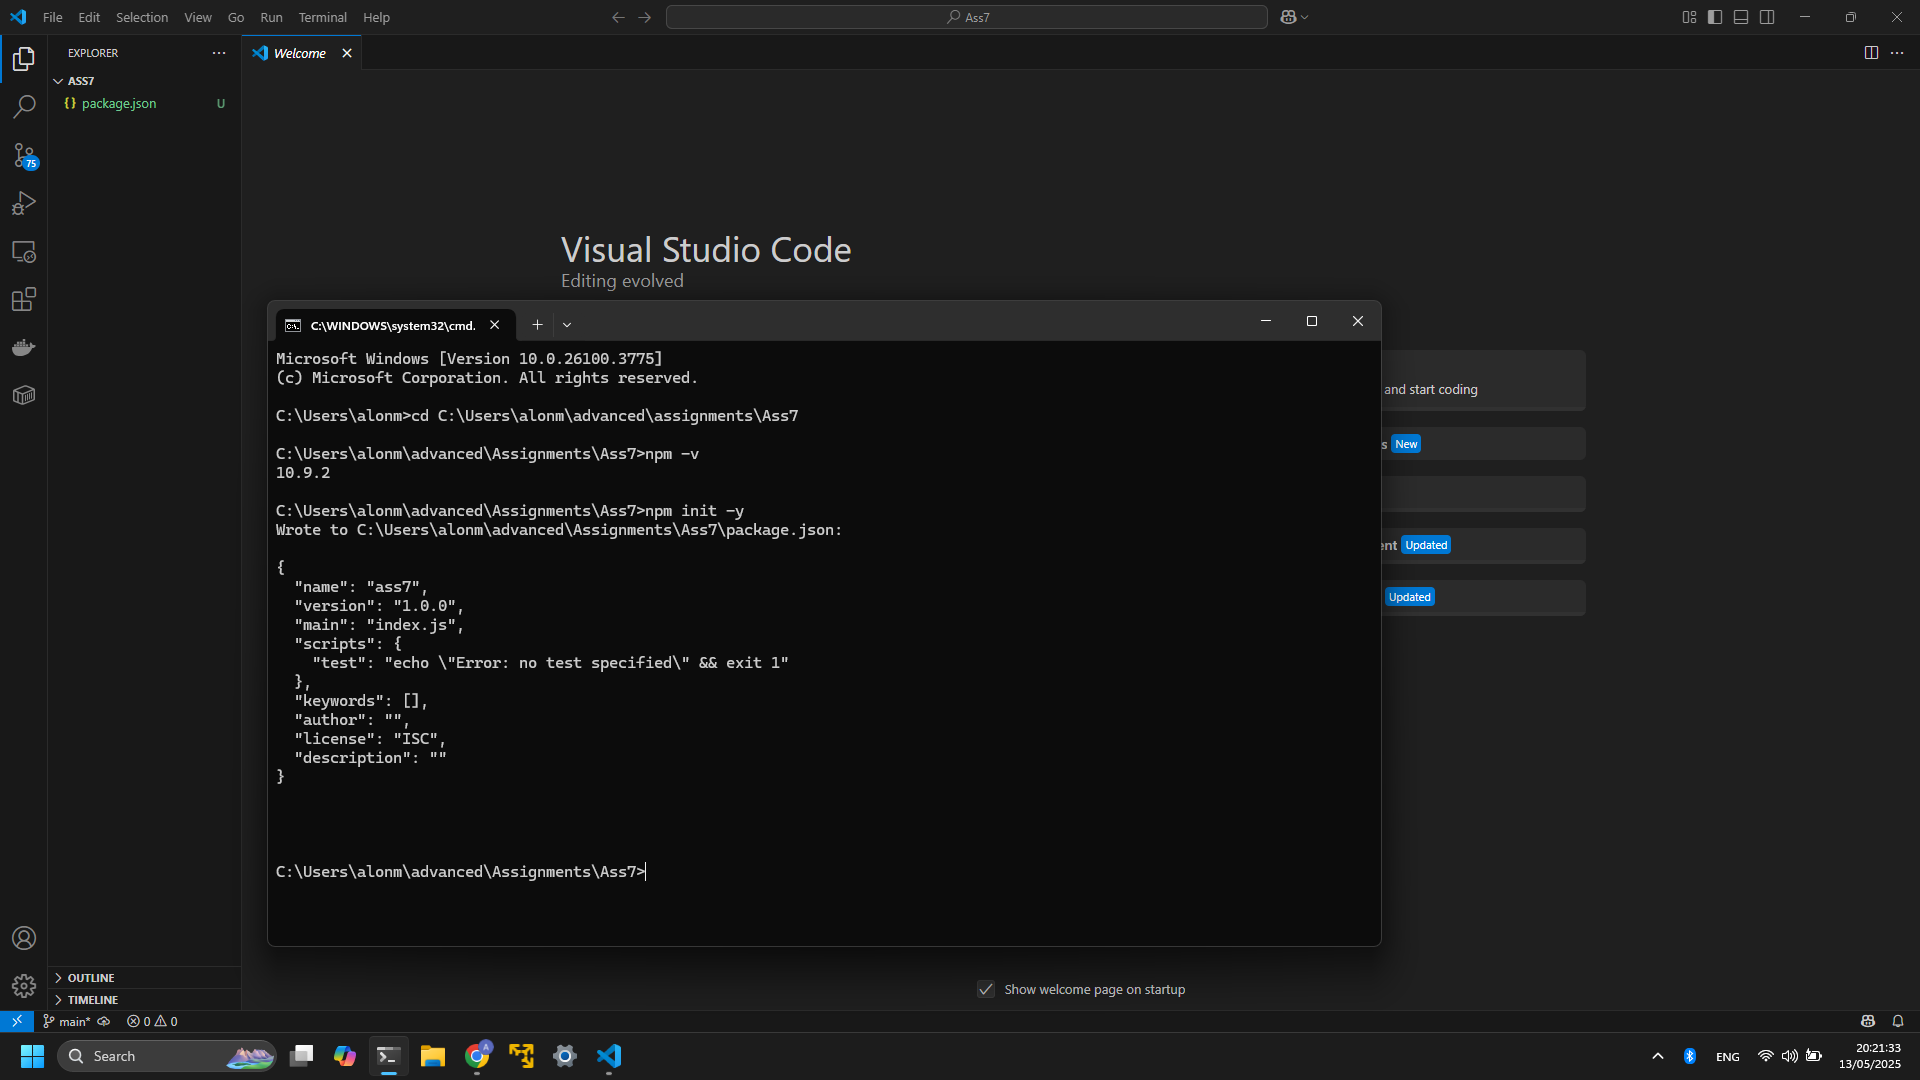 File Edit Selection View Go Run Terminal Help
Ass7
EXPLORER
Welcome
ASS7
{} package.json U
75
Visual Studio Code
Editing evolved
C:\WINDOWS\system32\cmd.
Microsoft Windows [Version 10.0.26100.3775]
(c) Microsoft Corporation. All rights reserved.
C:\Users\alonm>cd C:\Users\alonm\advanced\assignments\Ass7
C:\Users\alonm\advanced\Assignments\Ass7>npm -v
10.9.2
C:\Users\alonm\advanced\Assignments\Ass7>npm init -y
Wrote to C:\Users\alonm\advanced\Assignments\Ass7\package.json:
{
"name": "ass7",
"version": "1.0.0",
"main": "index.js",
"scripts": {
"test": "echo \"Error: no test specified\" && exit 1"
},
"keywords": [],
"author": "",
"license": "ISC",
"description": ""
}
C:\Users\alonm\advanced\Assignments\Ass7>
and start coding
s New
ent Updated
Updated
Show welcome page on startup
OUTLINE
TIMELINE
main* 0 0
Search
A
ENG
20:21:33
13/05/2025